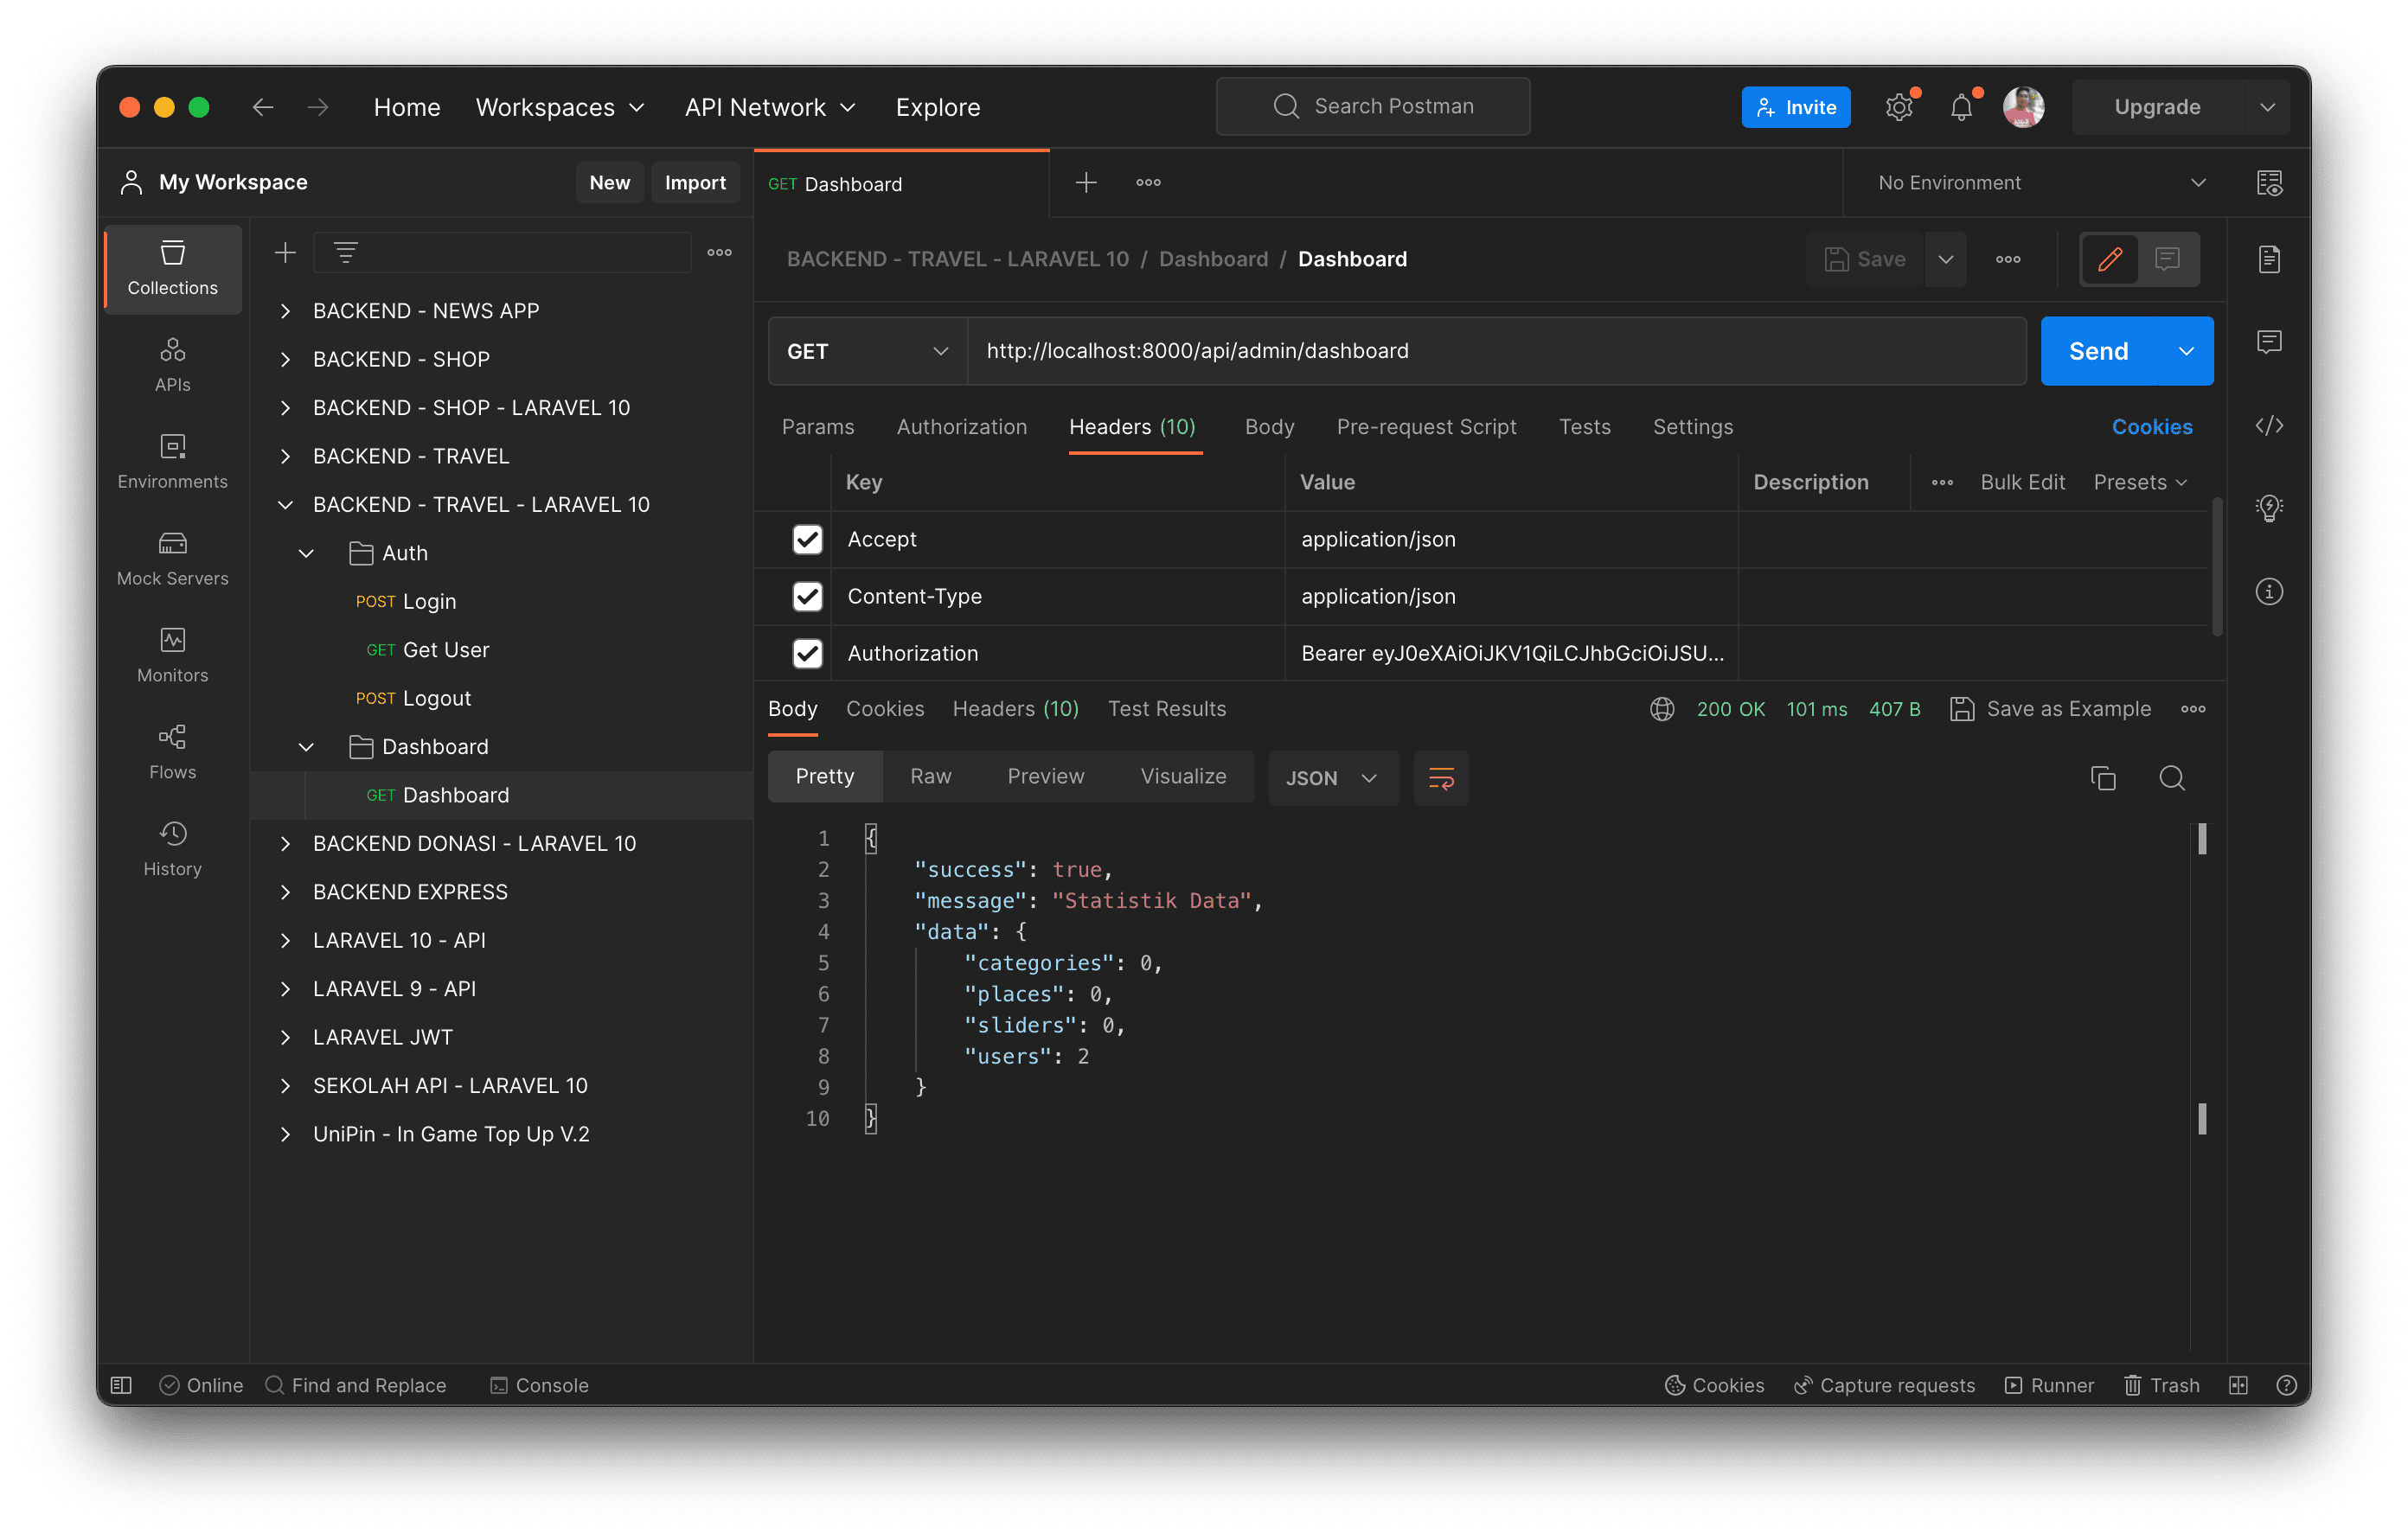 Home Workspaces API Network Explore Search Postman Invite Upgrade
My Workspace New Import GET Dashboard No Environment
Collections
APIs
Environments
Mock Servers
Monitors
Flows
History
BACKEND - NEWS APP
BACKEND - SHOP
BACKEND - SHOP - LARAVEL 10
BACKEND - TRAVEL
BACKEND - TRAVEL - LARAVEL 10
Auth
POST Login
GET Get User
POST Logout
Dashboard
GET Dashboard
BACKEND DONASI - LARAVEL 10
BACKEND EXPRESS
LARAVEL 10 - API
LARAVEL 9 - API
LARAVEL JWT
SEKOLAH API - LARAVEL 10
UniPin - In Game Top Up V.2
BACKEND - TRAVEL - LARAVEL 10 / Dashboard / Dashboard Save
GET http://localhost:8000/api/admin/dashboard Send
Params Authorization Headers (10) Body Pre-request Script Tests Settings Cookies
Key Value Description Bulk Edit Presets
Accept application/json
Content-Type application/json
Authorization Bearer eyJ0eXAiOiJKV1QiLCJhbGciOiJSU...
Body Cookies Headers (10) Test Results 200 OK 101 ms 407 B Save as Example
Pretty Raw Preview Visualize JSON
1 {
2 "success": true,
3 "message": "Statistik Data",
4 "data": {
5 "categories": 0,
6 "places": 0,
7 "sliders": 0,
8 "users": 2
9 }
10 }
Online Find and Replace Console Cookies Capture requests Runner Trash